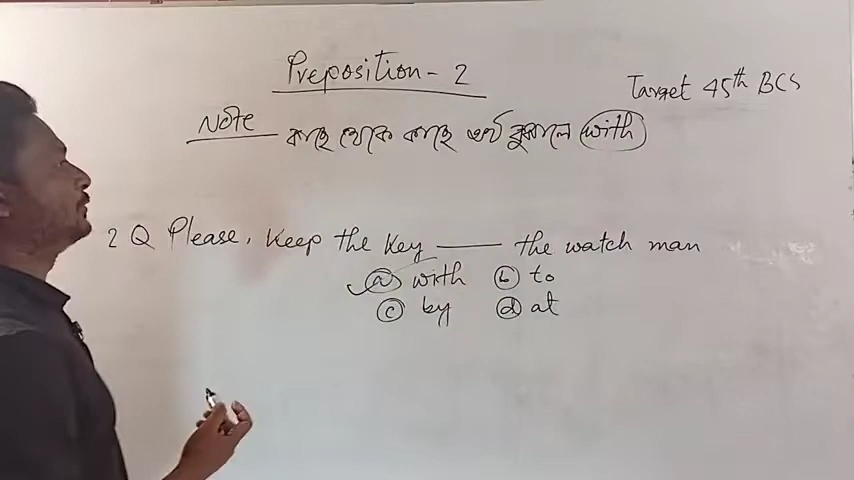 Preposition - 2
Target 45th BCS
Note কাছে থেকে কাছে অর্থ বুঝালে with
2 Q Please, Keep the key ___ the watch man
(a) with (b) to
(c) by (d) at